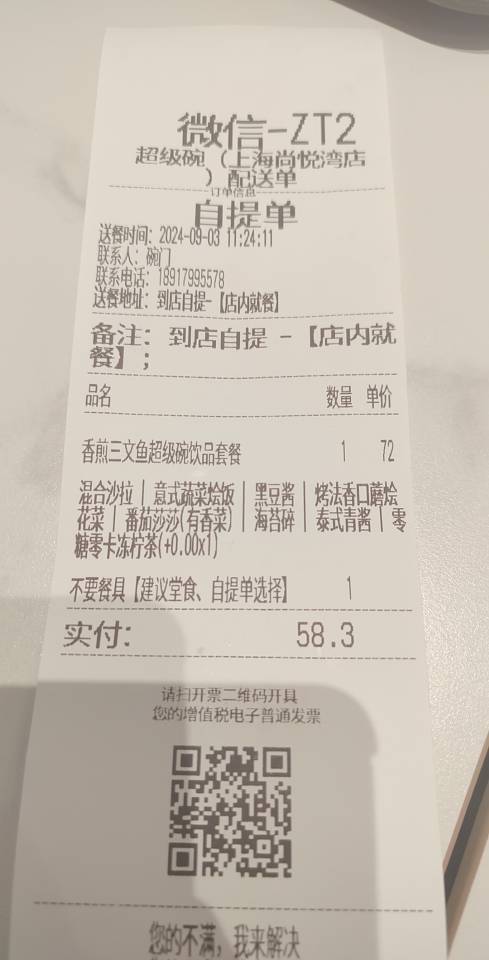 微信-ZT2
超级碗（上海尚悦湾店
）配送单
订单信息
自提单
送餐时间：2024-09-03 11:24:11
联系人：碗门
联系电话：18917995578
送餐地址：到店自提-【店内就餐】
备注：到店自提 -【店内就
餐】；
品名 数量 单价
香煎三文鱼超级碗饮品套餐 1 72
混合沙拉 | 意式蔬菜烩饭 | 黑豆酱 | 烤法香口蘑烩
花菜 | 番茄莎莎(有香菜) | 海苔碎 | 泰式青酱 | 零
糖零卡冻柠茶(+0.00x1)
不要餐具【建议堂食、自提单选择】 1
实付： 58.3
请扫开票二维码开具
您的增值税电子普通发票
您的不满，我来解决